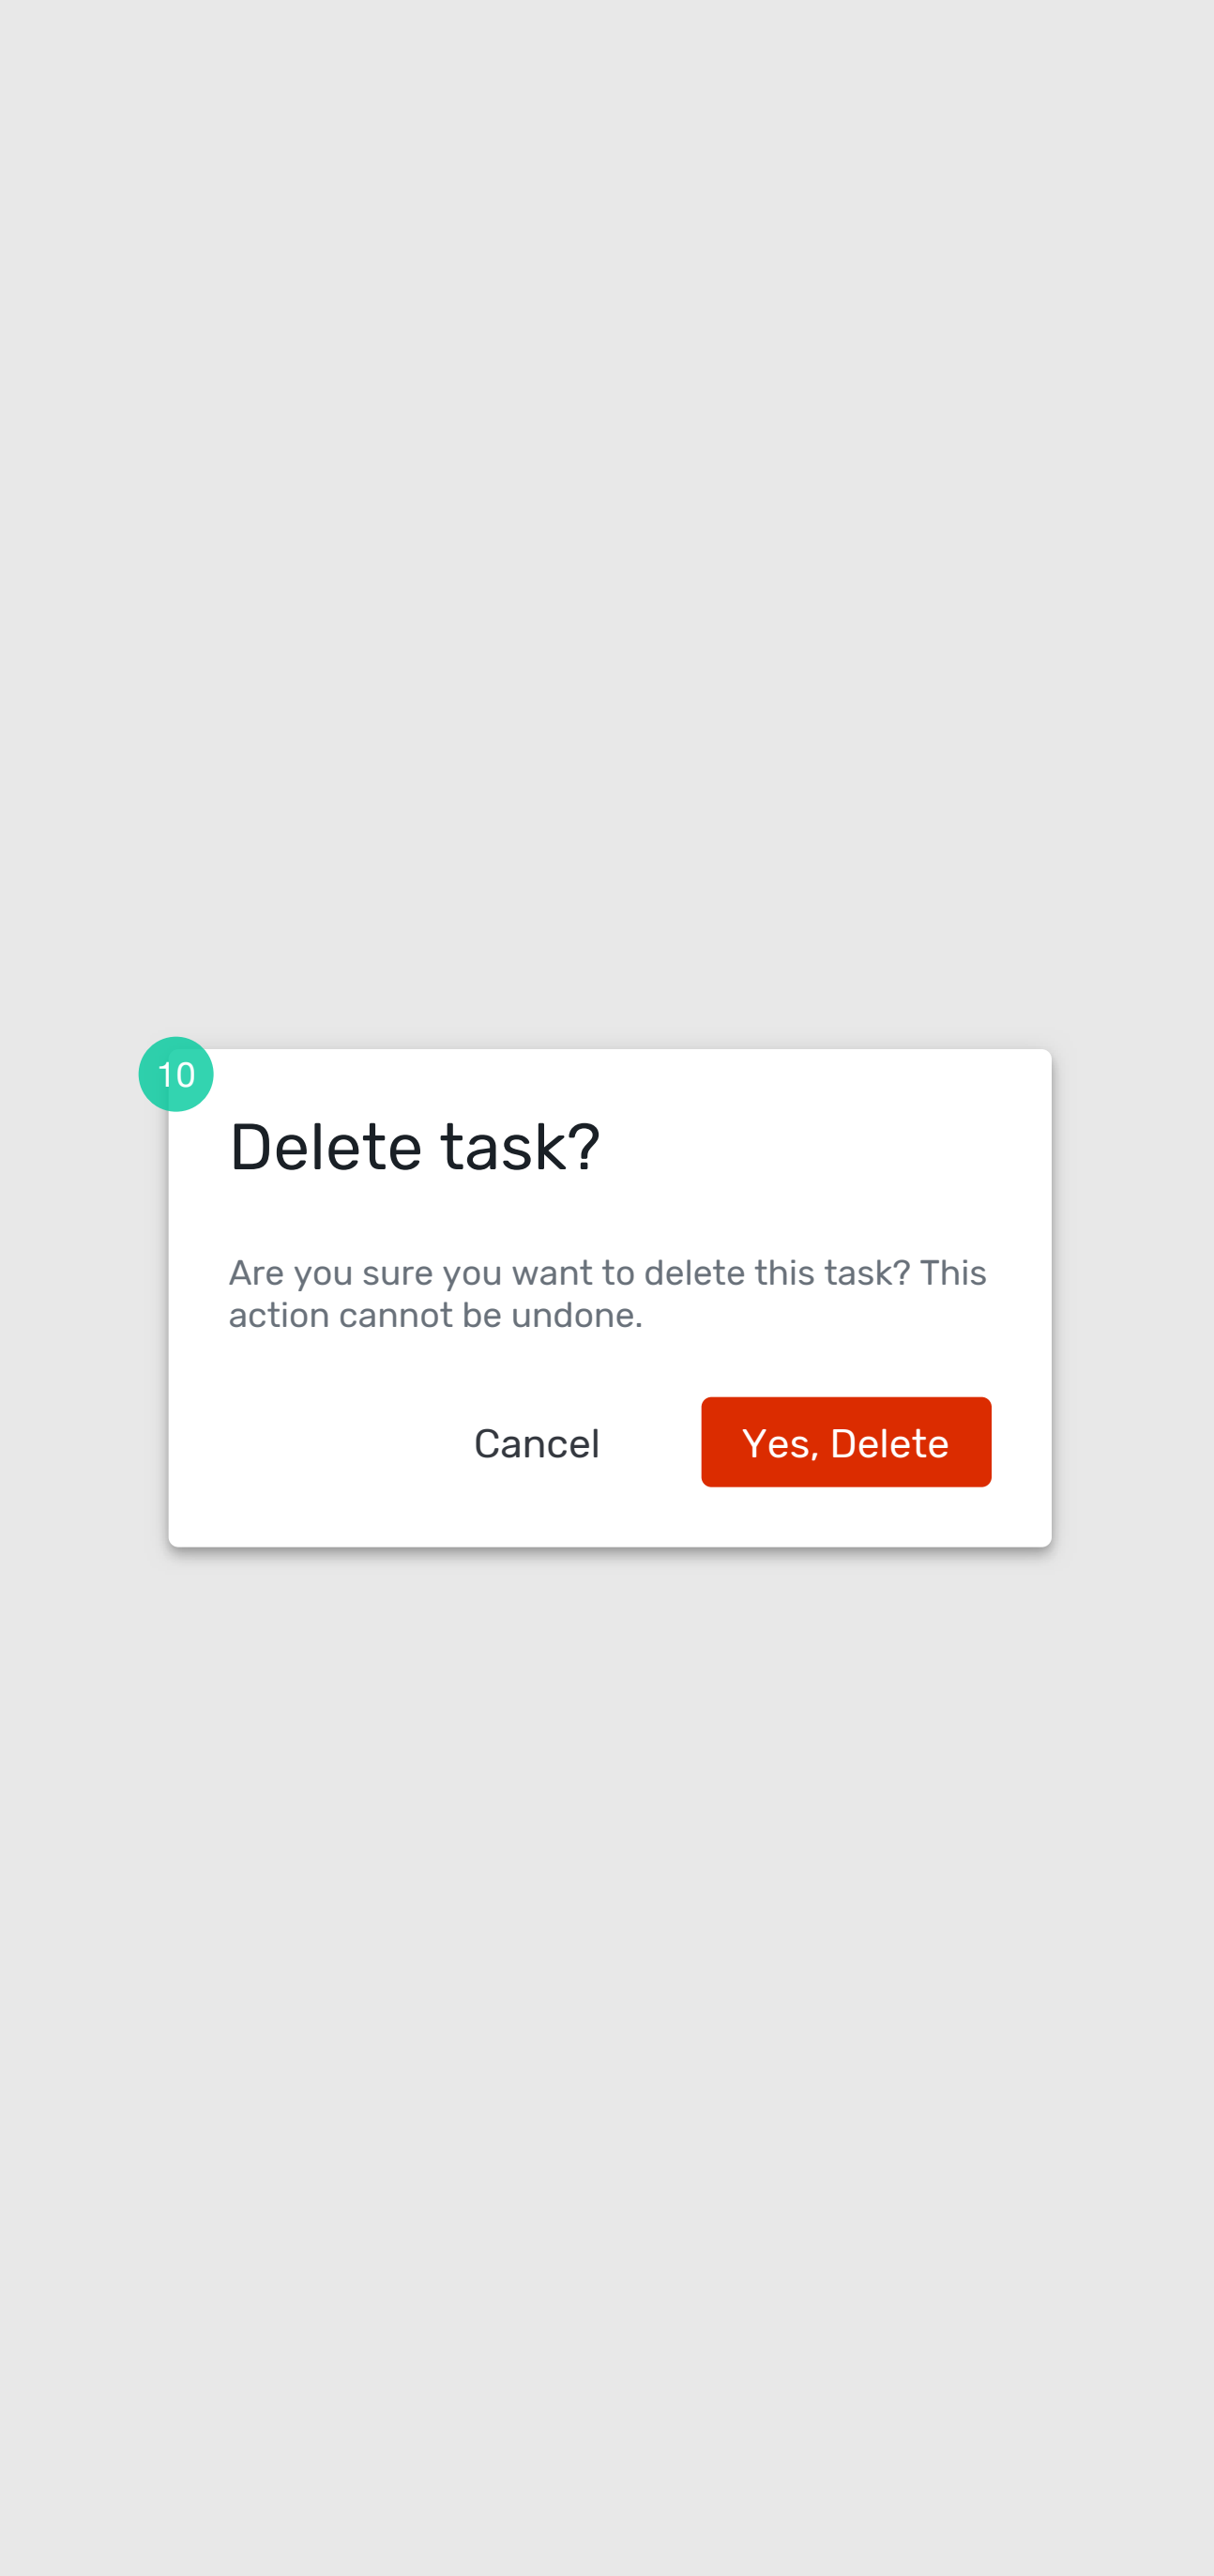 10
Delete task?
Are you sure you want to delete this task? This
action cannot be undone.
Cancel
Yes, Delete